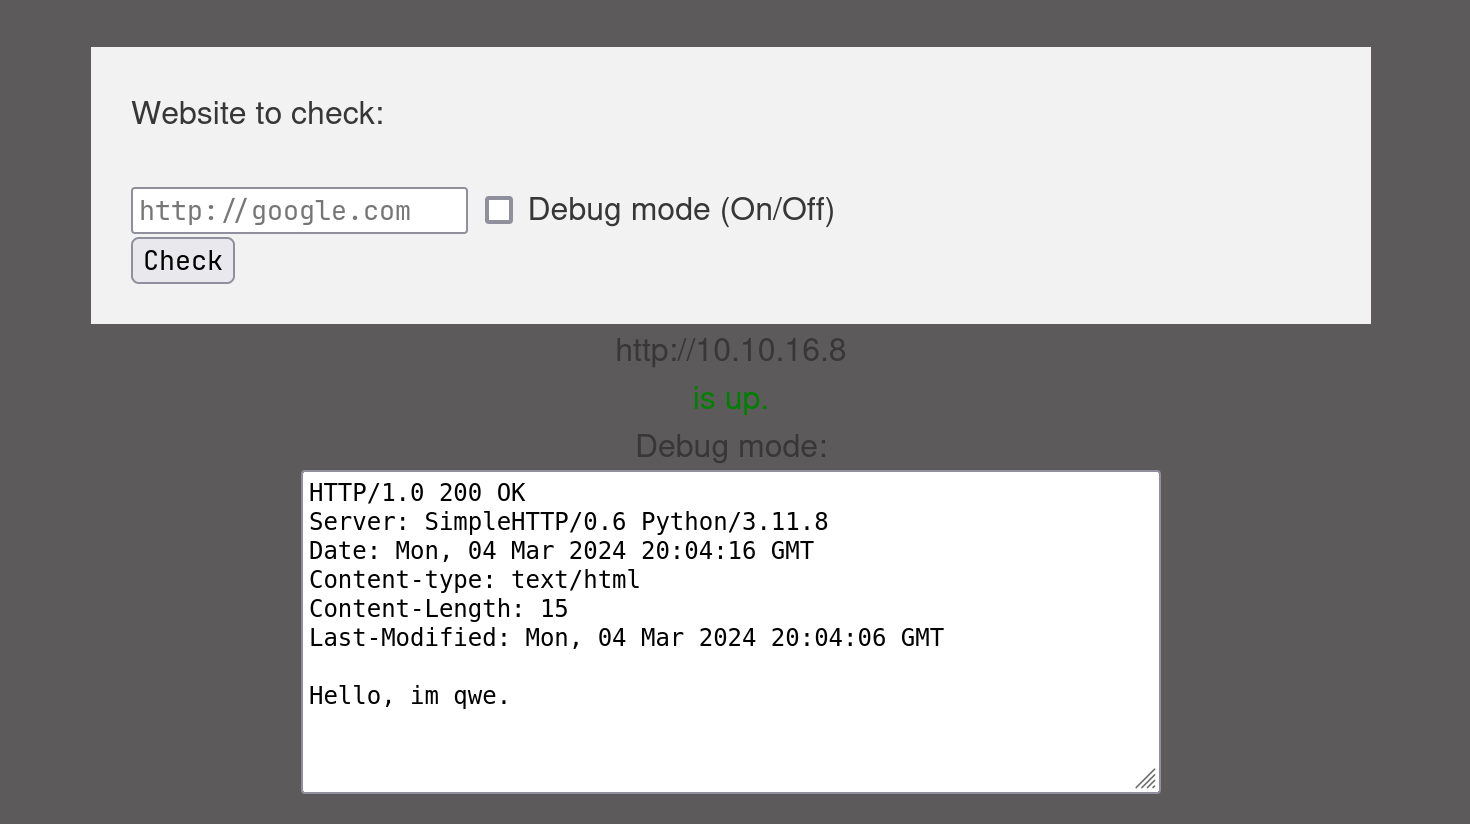 Website to check:
http://google.com
Debug mode (On/Off)
Check
http://10.10.16.8
is up.
Debug mode:
HTTP/1.0 200 OK
Server: SimpleHTTP/0.6 Python/3.11.8
Date: Mon, 04 Mar 2024 20:04:16 GMT
Content-type: text/html
Content-Length: 15
Last-Modified: Mon, 04 Mar 2024 20:04:06 GMT
Hello, im qwe.